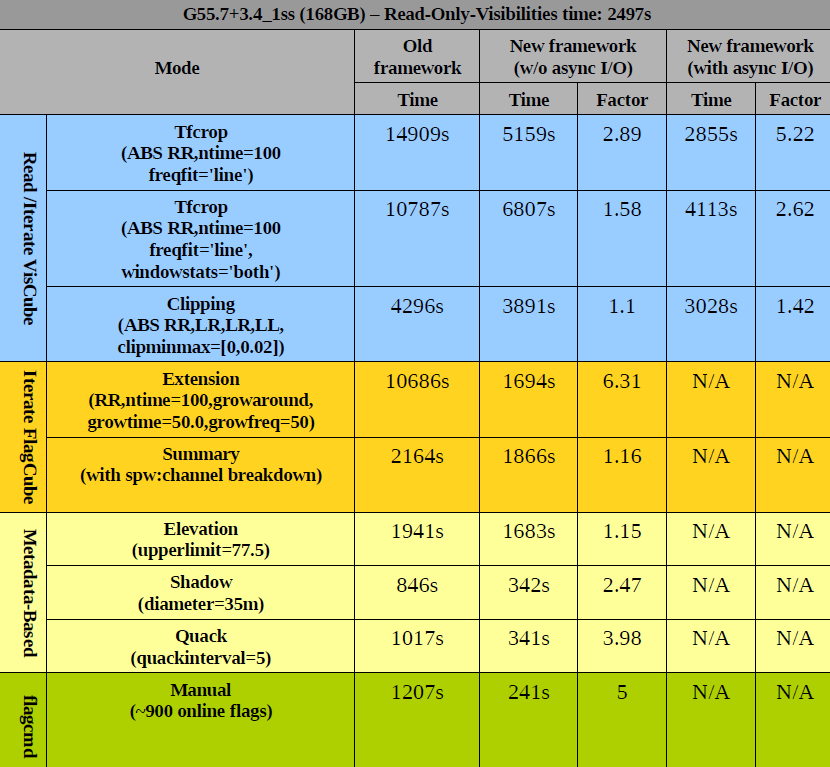 G55.7+3.4_1ss (168GB) – Read-Only-Visibilities time: 2497s
Mode
Old
framework
New framework
(w/o async I/O)
New framework
(with async I/O)
Time
Time
Factor
Time
Factor
Read /Iterate VisCube
Tfcrop
(ABS RR,ntime=100
freqfit='line')
14909s
5159s
2.89
2855s
5.22
Tfcrop
(ABS RR,ntime=100
freqfit='line',
windowstats='both')
10787s
6807s
1.58
4113s
2.62
Clipping
(ABS RR,LR,LR,LL,
clipminmax=[0,0.02])
4296s
3891s
1.1
3028s
1.42
Iterate FlagCube
Extension
(RR,ntime=100,growaround,
growtime=50.0,growfreq=50)
10686s
1694s
6.31
N/A
N/A
Summary
(with spw:channel breakdown)
2164s
1866s
1.16
N/A
N/A
Metadata-Based
Elevation
(upperlimit=77.5)
1941s
1683s
1.15
N/A
N/A
Shadow
(diameter=35m)
846s
342s
2.47
N/A
N/A
Quack
(quackinterval=5)
1017s
341s
3.98
N/A
N/A
flagcmd
Manual
(~900 online flags)
1207s
241s
5
N/A
N/A